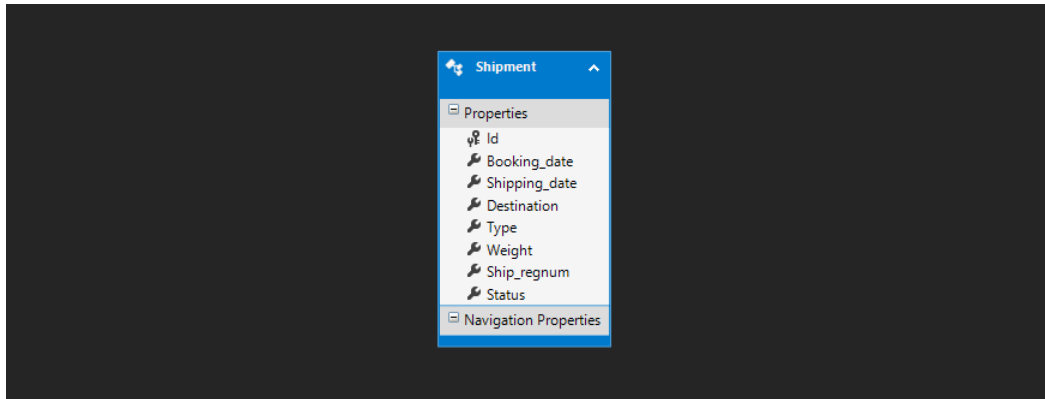 Shipment
Properties
Id
Booking_date
Shipping_date
Destination
Type
Weight
Ship_regnum
Status
Navigation Properties